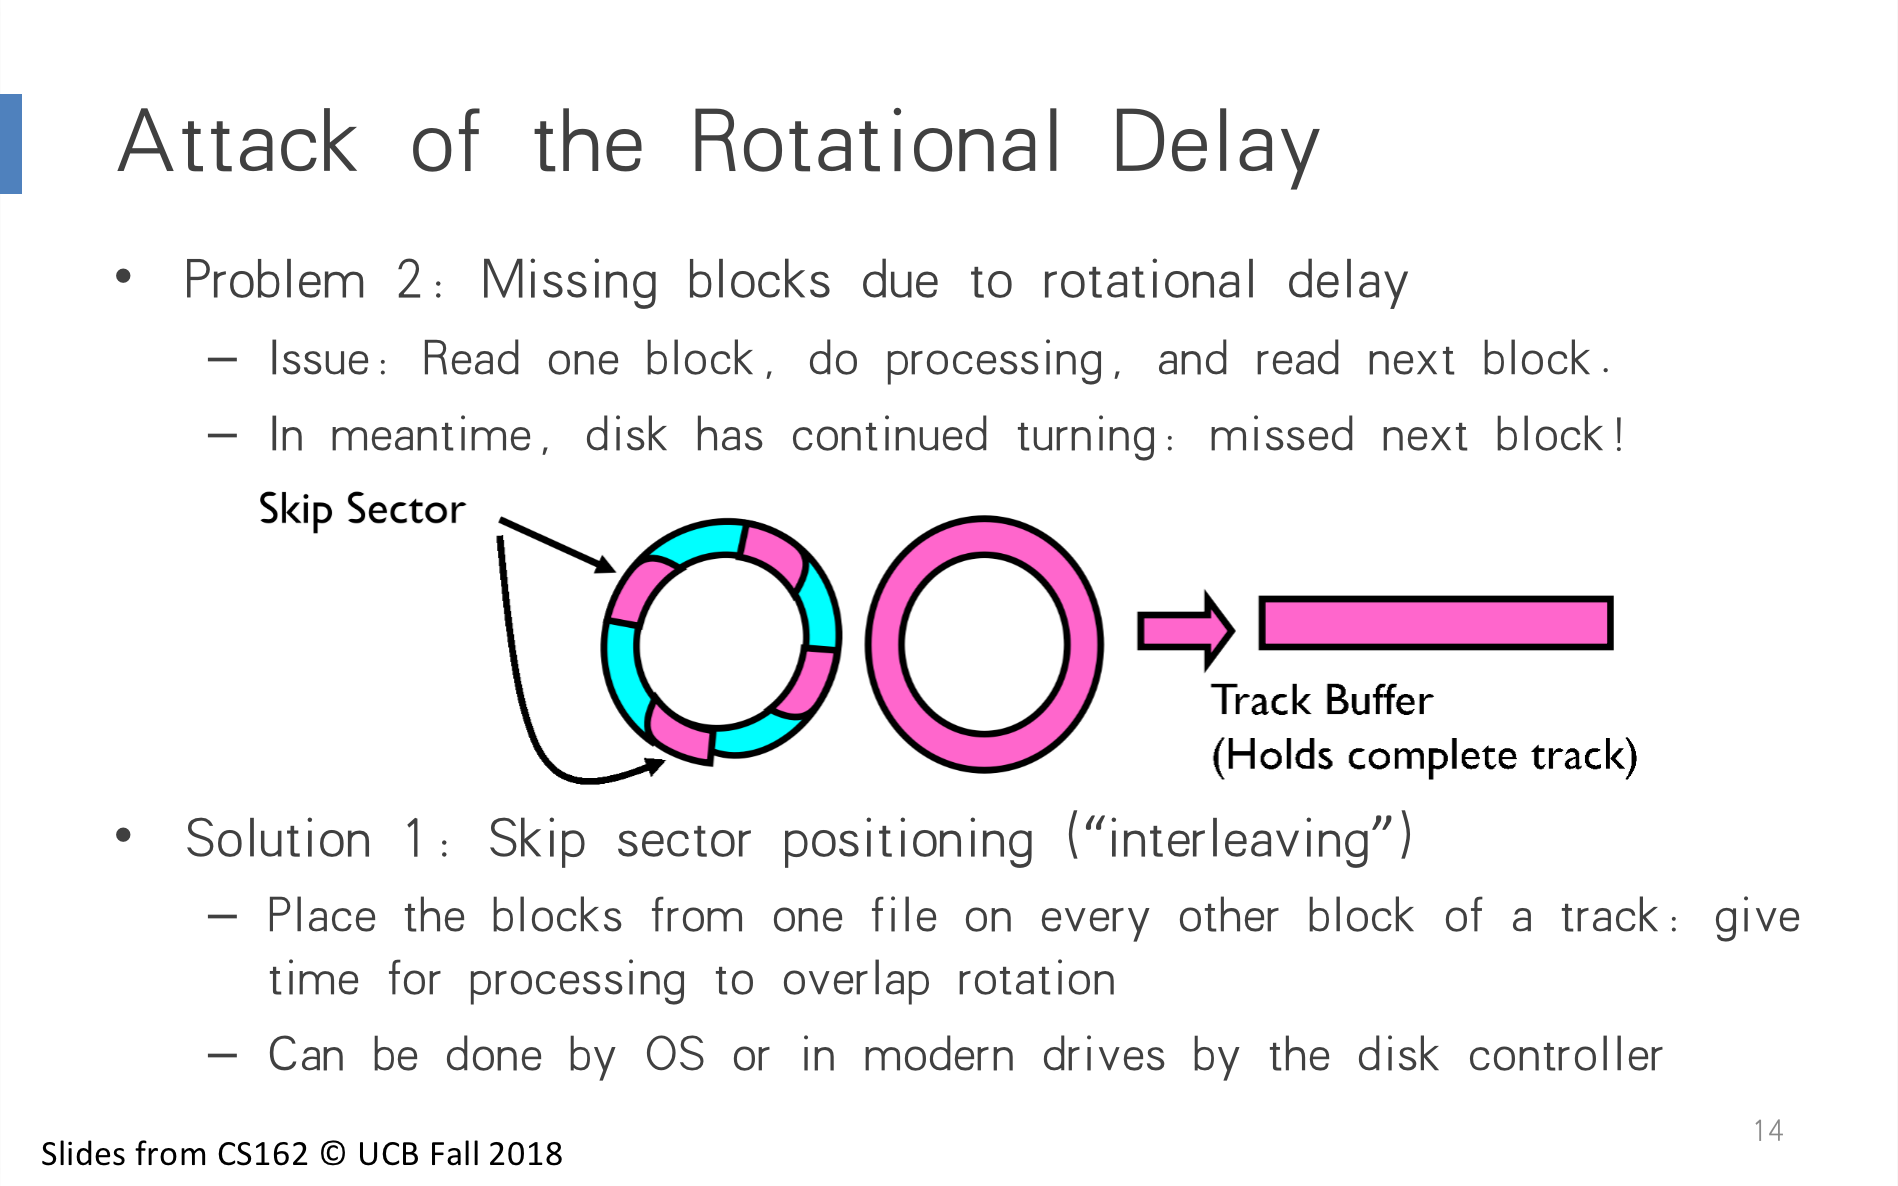 Attack of the Rotational Delay
• Problem 2: Missing blocks due to rotational delay
– Issue: Read one block, do processing, and read next block.
– In meantime, disk has continued turning: missed next block!
Skip Sector
Track Buffer
(Holds complete track)
• Solution 1: Skip sector positioning (“interleaving”)
– Place the blocks from one file on every other block of a track: give
time for processing to overlap rotation
– Can be done by OS or in modern drives by the disk controller
14
Slides from CS162 © UCB Fall 2018